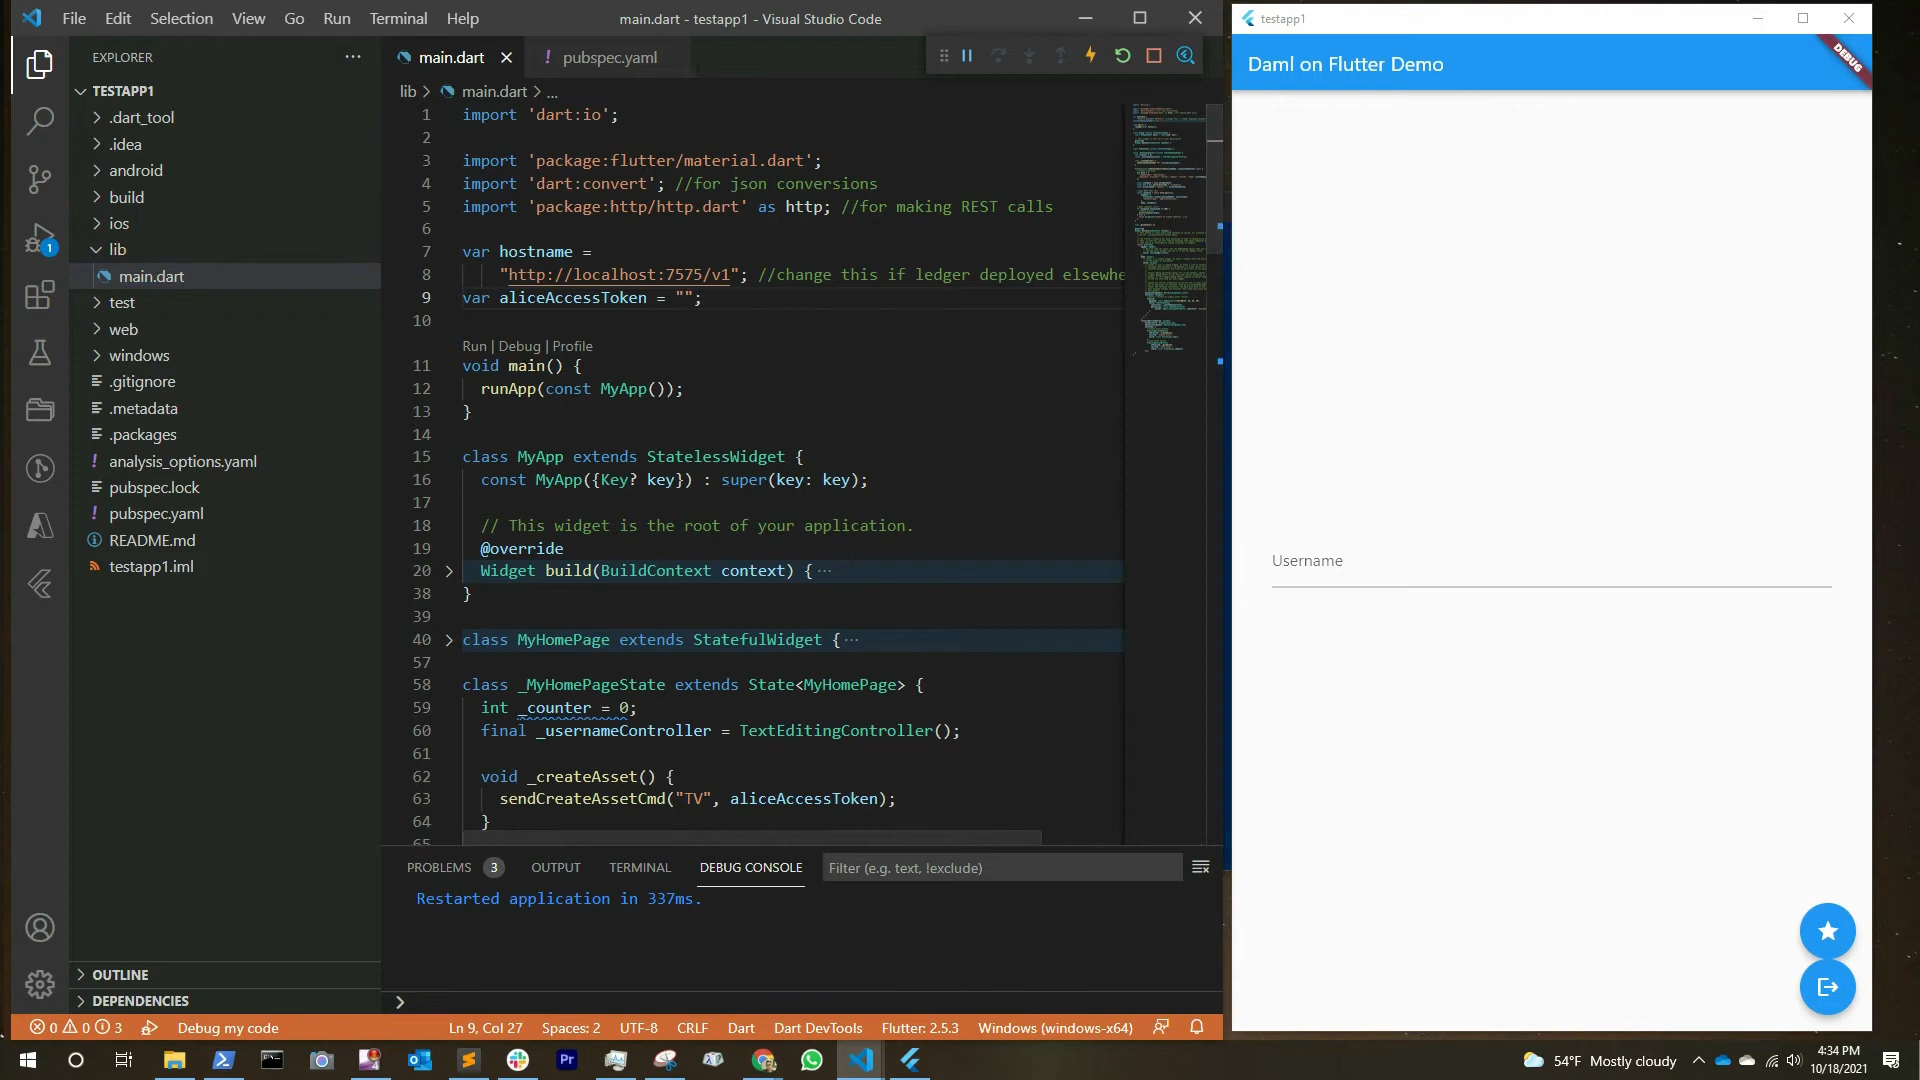 File Edit Selection View Go Run Terminal Help main.dart - testapp1 - Visual Studio Code
EXPLORER
TESTAPP1
.dart_tool
.idea
android
build
ios
lib
main.dart
test
web
windows
.gitignore
.metadata
.packages
! analysis_options.yaml
pubspec.lock
! pubspec.yaml
README.md
testapp1.iml
OUTLINE
DEPENDENCIES
1
main.dart ! pubspec.yaml
lib > main.dart > ...
1 import 'dart:io';
2
3 import 'package:flutter/material.dart';
4 import 'dart:convert'; //for json conversions
5 import 'package:http/http.dart' as http; //for making REST calls
6
7 var hostname =
8 "http://localhost:7575/v1"; //change this if ledger deployed elsewhe
9 var aliceAccessToken = "";
10
Run | Debug | Profile
11 void main() {
12 runApp(const MyApp());
13 }
14
15 class MyApp extends StatelessWidget {
16 const MyApp({Key? key}) : super(key: key);
17
18 // This widget is the root of your application.
19 @override
20 Widget build(BuildContext context) {...
38 }
39
40 class MyHomePage extends StatefulWidget {...
57
58 class _MyHomePageState extends State<MyHomePage> {
59 int _counter = 0;
60 final _usernameController = TextEditingController();
61
62 void _createAsset() {
63 sendCreateAssetCmd("TV", aliceAccessToken);
64 }
65
PROBLEMS 3 OUTPUT TERMINAL DEBUG CONSOLE Filter (e.g. text, !exclude)
Restarted application in 337ms.
0 0 3 Debug my code Ln 9, Col 27 Spaces: 2 UTF-8 CRLF Dart Dart DevTools Flutter: 2.5.3 Windows (windows-x64)
testapp1
Daml on Flutter Demo
DEBUG
Username
Pr
54°F Mostly cloudy
4:34 PM
10/18/2021